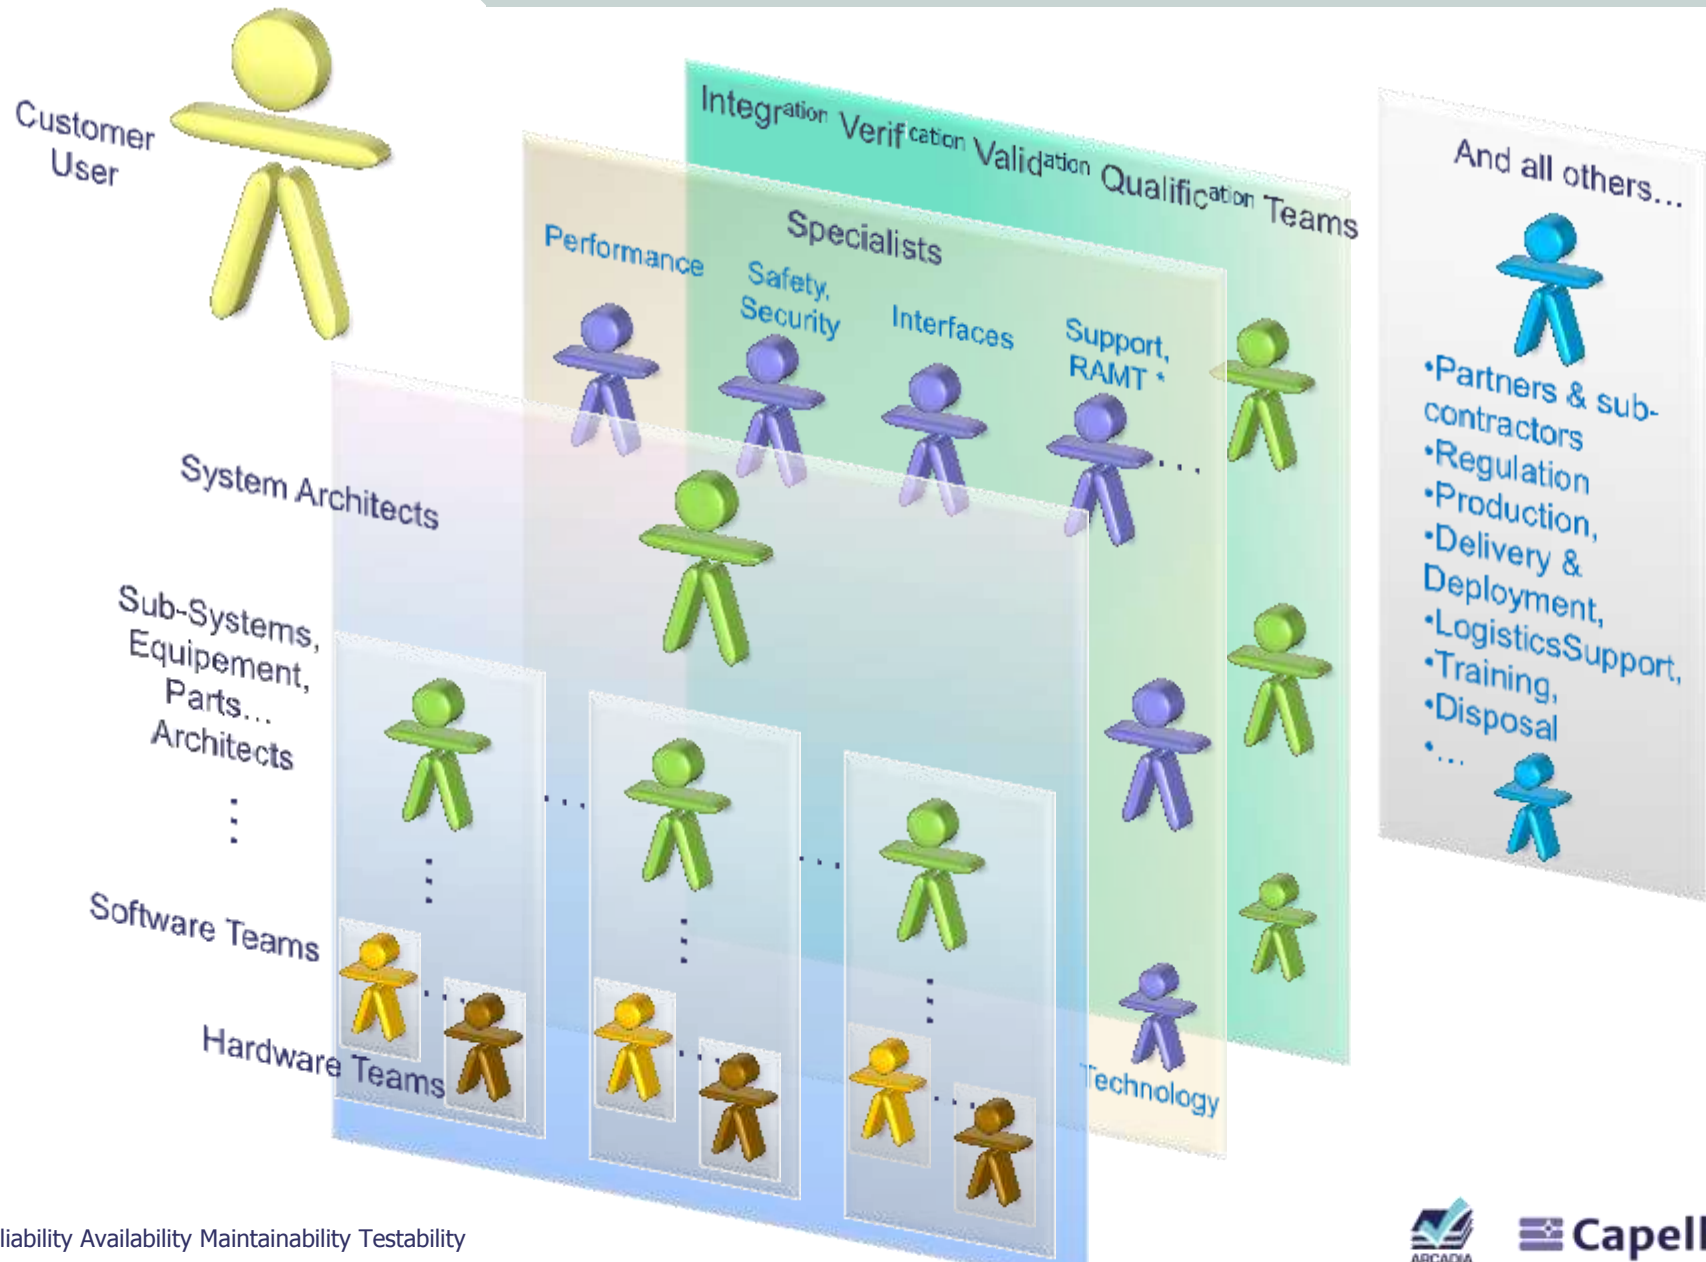 Customer
User
Integration Verification Validation Qualification Teams
And all others...
Specialists
Performance
Safety,
Security
Interfaces
Support,
RAMT *
...
System Architects
•Partners & sub-
contractors
•Regulation
•Production,
•Delivery &
Deployment,
•LogisticsSupport,
•Training,
•Disposal
•...
Sub-Systems,
Equipement,
Parts...
Architects
Software Teams
Hardware Teams
Technology
liability Availability Maintainability Testability
ARCADIA
Capell